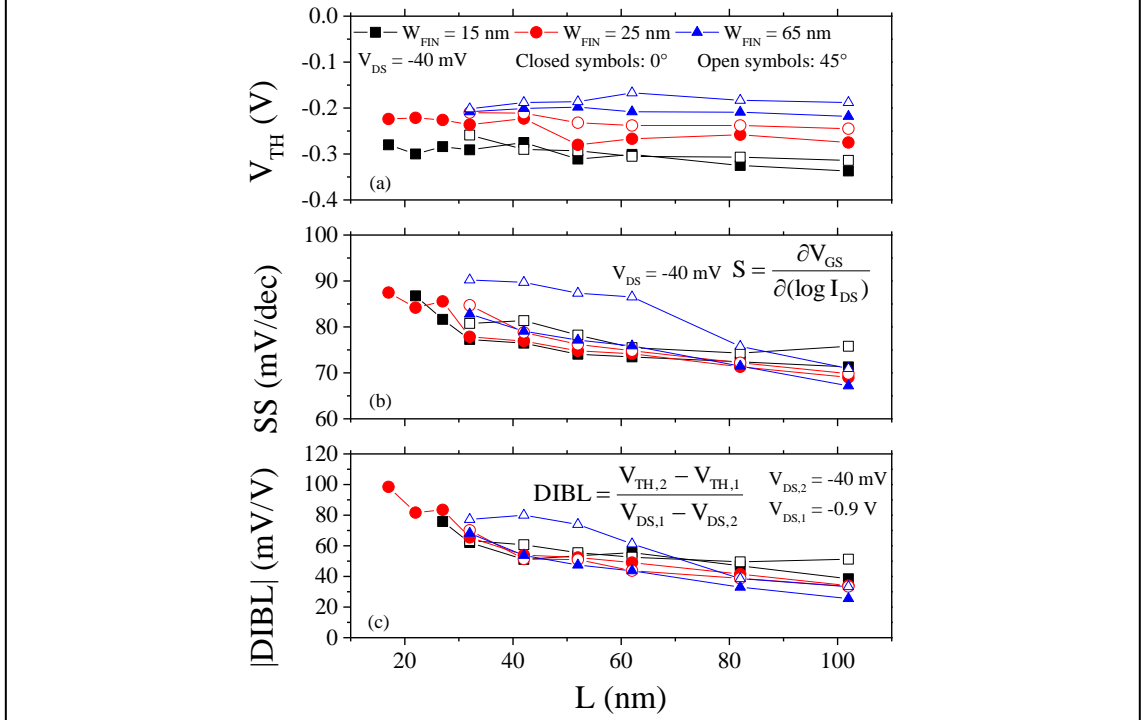 0.0
-0.1
-0.2
-0.3
-0.4
V_TH (V)
W_FIN = 15 nm W_FIN = 25 nm W_FIN = 65 nm
V_DS = -40 mV Closed symbols: 0° Open symbols: 45°
(a)
100
90
80
70
60
SS (mV/dec)
V_DS = -40 mV S = ∂V_GS / ∂(log I_DS)
(b)
120
100
80
60
40
20
0
|DIBL| (mV/V)
DIBL = (V_TH,2 − V_TH,1) / (V_DS,1 − V_DS,2)
V_DS,2 = -40 mV
V_DS,1 = -0.9 V
(c)
20 40 60 80 100
L (nm)